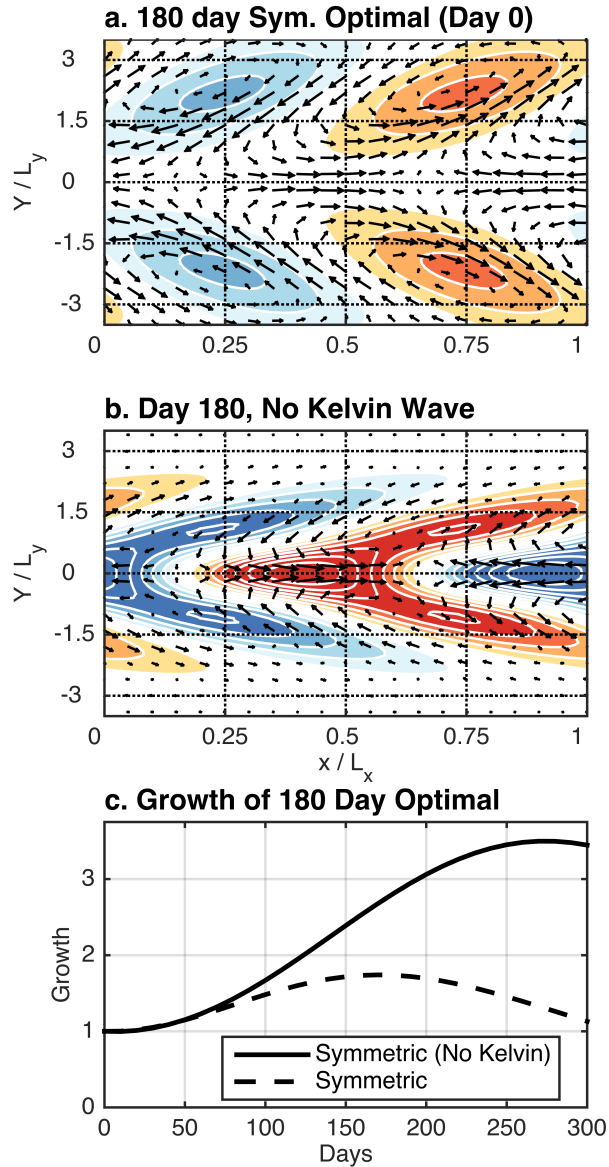 a. 180 day Sym. Optimal (Day 0)
3
1.5
0
-1.5
-3
Y / L_y
0 0.25 0.5 0.75 1
b. Day 180, No Kelvin Wave
3
1.5
0
-1.5
-3
Y / L_y
0 0.25 0.5 0.75 1
x / L_x
c. Growth of 180 Day Optimal
3
2
1
0
Growth
Symmetric (No Kelvin)
Symmetric
0 50 100 150 200 250 300
Days